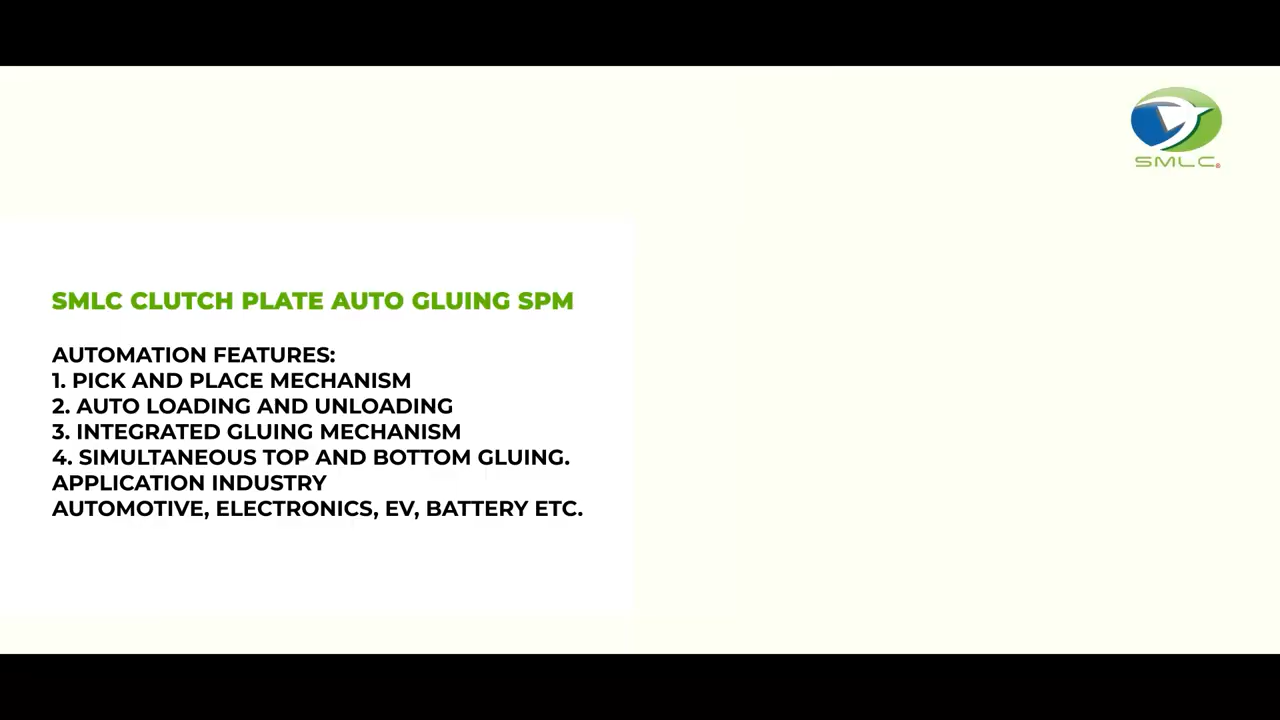 SMLC®
SMLC CLUTCH PLATE AUTO GLUING SPM
AUTOMATION FEATURES:
1. PICK AND PLACE MECHANISM
2. AUTO LOADING AND UNLOADING
3. INTEGRATED GLUING MECHANISM
4. SIMULTANEOUS TOP AND BOTTOM GLUING.
APPLICATION INDUSTRY
AUTOMOTIVE, ELECTRONICS, EV, BATTERY ETC.